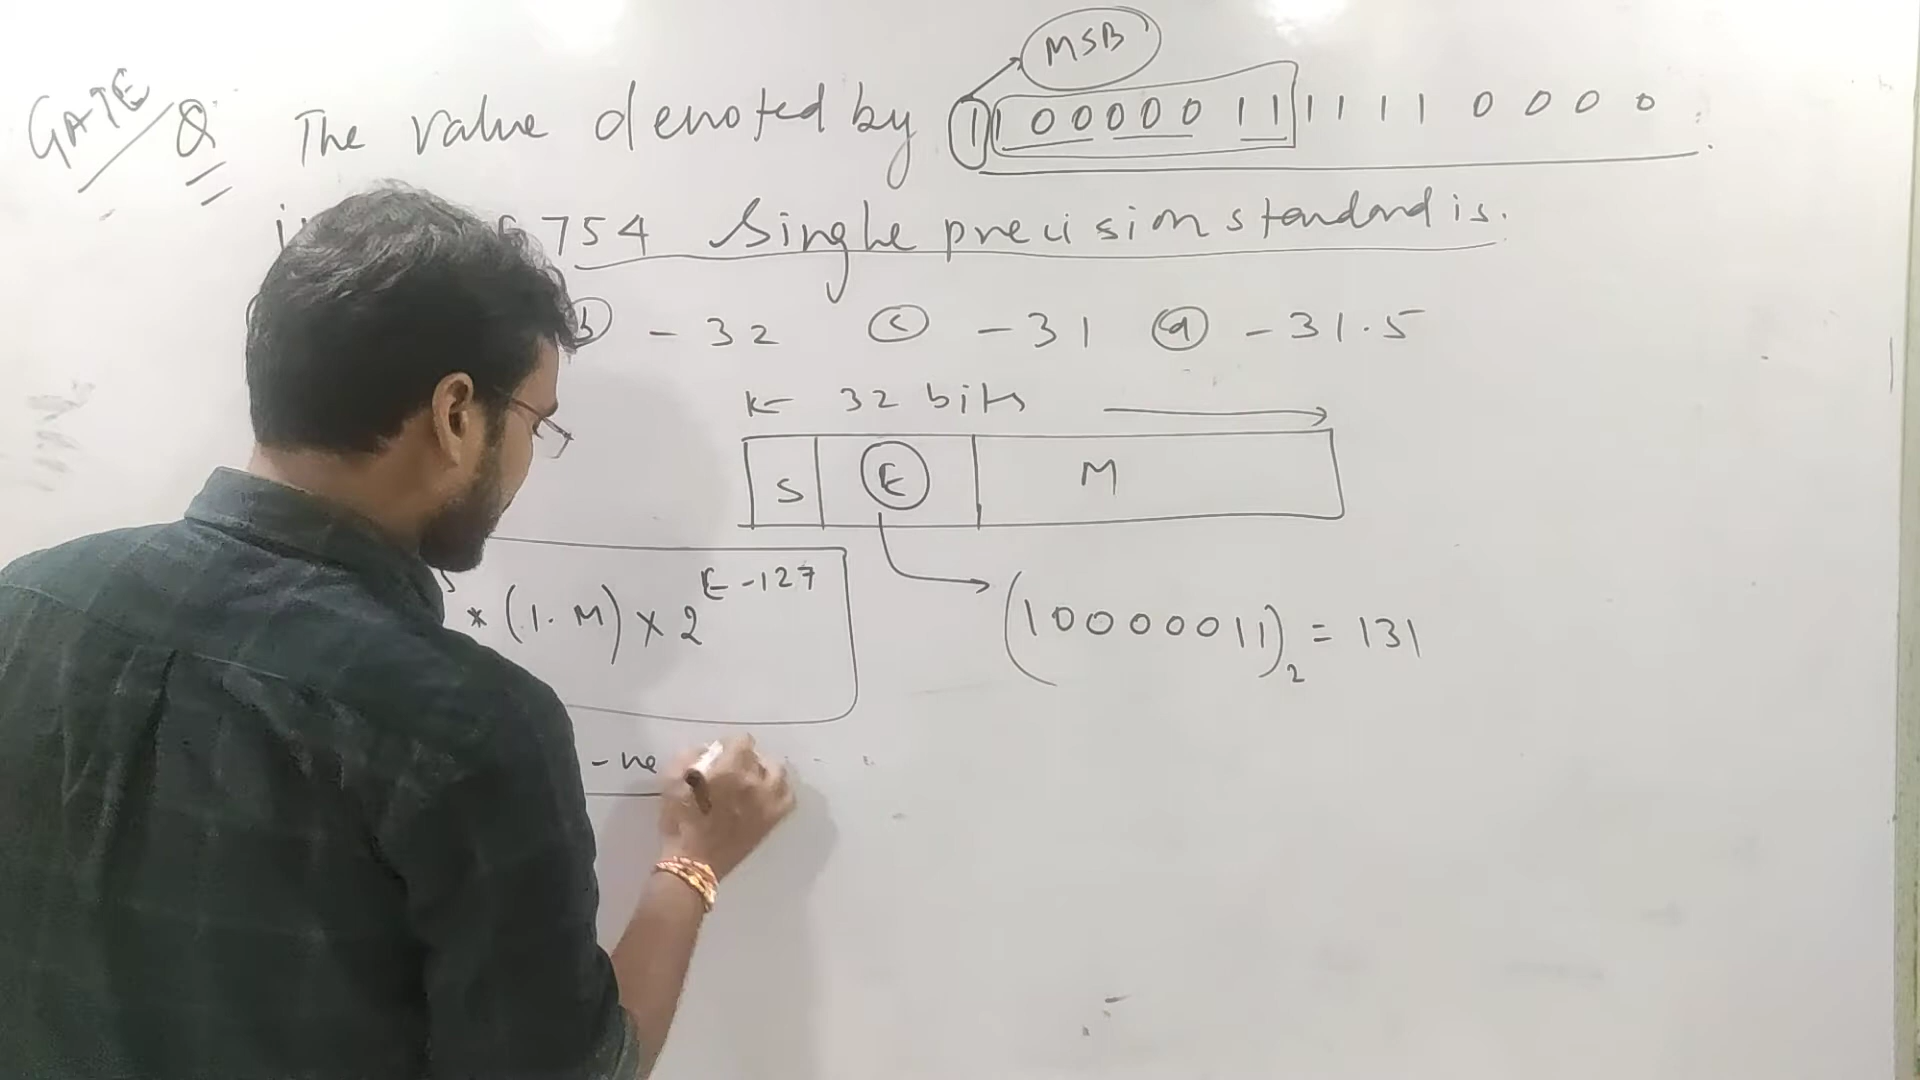 MSB
GATE
Q The value denoted by 1 1 0 0 0 0 0 1 1 1 1 1 1 0 0 0 0
754 Single precision standard is.
(b) - 32 (c) - 31 (d) - 31.5
32 bits
S E M
* (1. M) x 2^E-127
(10000011)2 = 131
-ve